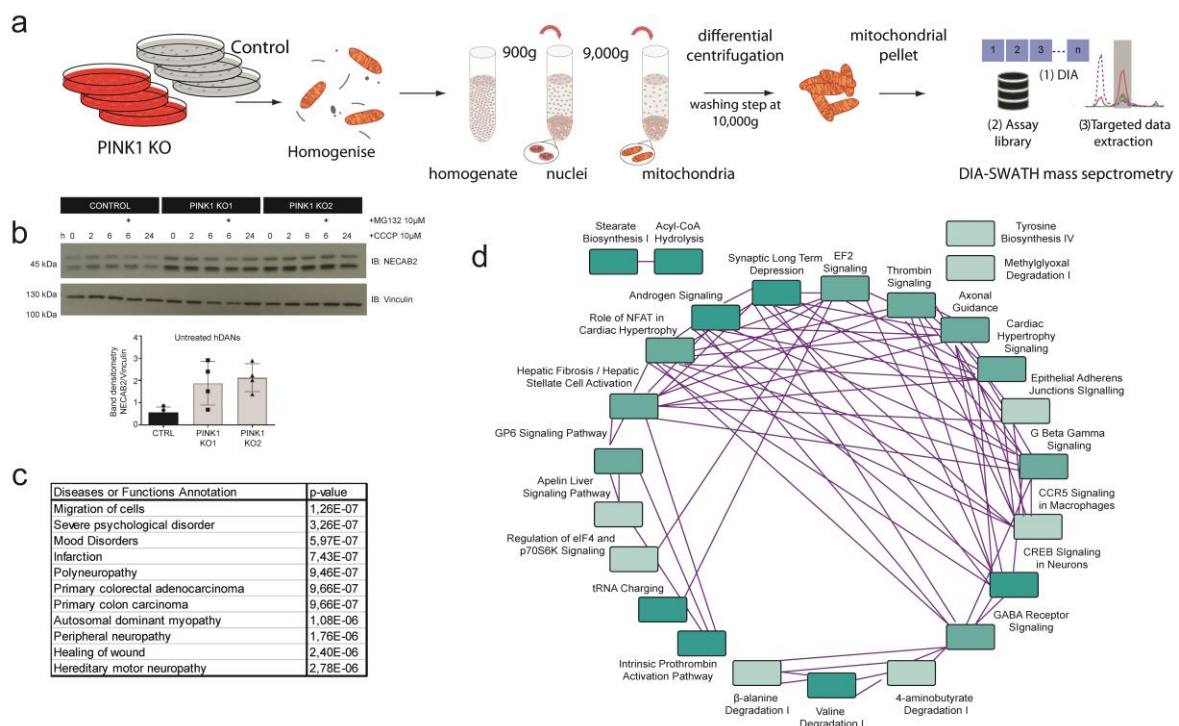 a
Control
PINK1 KO
Homogenise
900g
9,000g
homogenate
nuclei
mitochondria
differential
centrifugation
washing step at
10,000g
mitochondrial
pellet
1 2 3 n
(1) DIA
(2) Assay
library
(3)Targeted data
extraction
DIA-SWATH mass sepctrometry
b
CONTROL PINK1 KO1 PINK1 KO2
+ + + +MG132 10µM
h 0 2 6 6 24 0 2 6 6 24 0 2 6 6 24 +CCCP 10µM
45 kDa
IB: NECAB2
130 kDa
100 kDa
IB: Vinculin
Untreated hDANs
Band densitometry
NECAB2/Vinculin
4
3
2
1
0
CTRL
PINK1
KO1
PINK1
KO2
c
Diseases or Functions Annotation p-value
Migration of cells 1,26E-07
Severe psychological disorder 3,26E-07
Mood Disorders 5,97E-07
Infarction 7,43E-07
Polyneuropathy 9,46E-07
Primary colorectal adenocarcinoma 9,66E-07
Primary colon carcinoma 9,66E-07
Autosomal dominant myopathy 1,08E-06
Peripheral neuropathy 1,76E-06
Healing of wound 2,40E-06
Hereditary motor neuropathy 2,78E-06
d
Stearate
Biosynthesis I
Acyl-CoA
Hydrolysis
Tyrosine
Biosynthesis IV
Methylglyoxal
Degradation I
Synaptic Long Term
Depression
EF2
Signaling
Thrombin
Signaling
Axonal
Guidance
Cardiac
Hypertrophy
Signaling
Epithelial Adherens
Junctions SIgnalling
G Beta Gamma
Signaling
CCR5 Signaling
in Macrophages
CREB SIgnaling
in Neurons
GABA Receptor
SIgnaling
4-aminobutyrate
Degradation I
Valine
Degradation I
β-alanine
Degradation I
Intrinsic Prothrombin
Activation Pathway
tRNA Charging
Regulation of eIF4 and
p70S6K Signaling
Apelin Liver
Signaling Pathway
GP6 Signaling Pathway
Hepatic Fibrosis / Hepatic
Stellate Cell Activation
Role of NFAT in
Cardiac Hypertrophy
Androgen Signaling